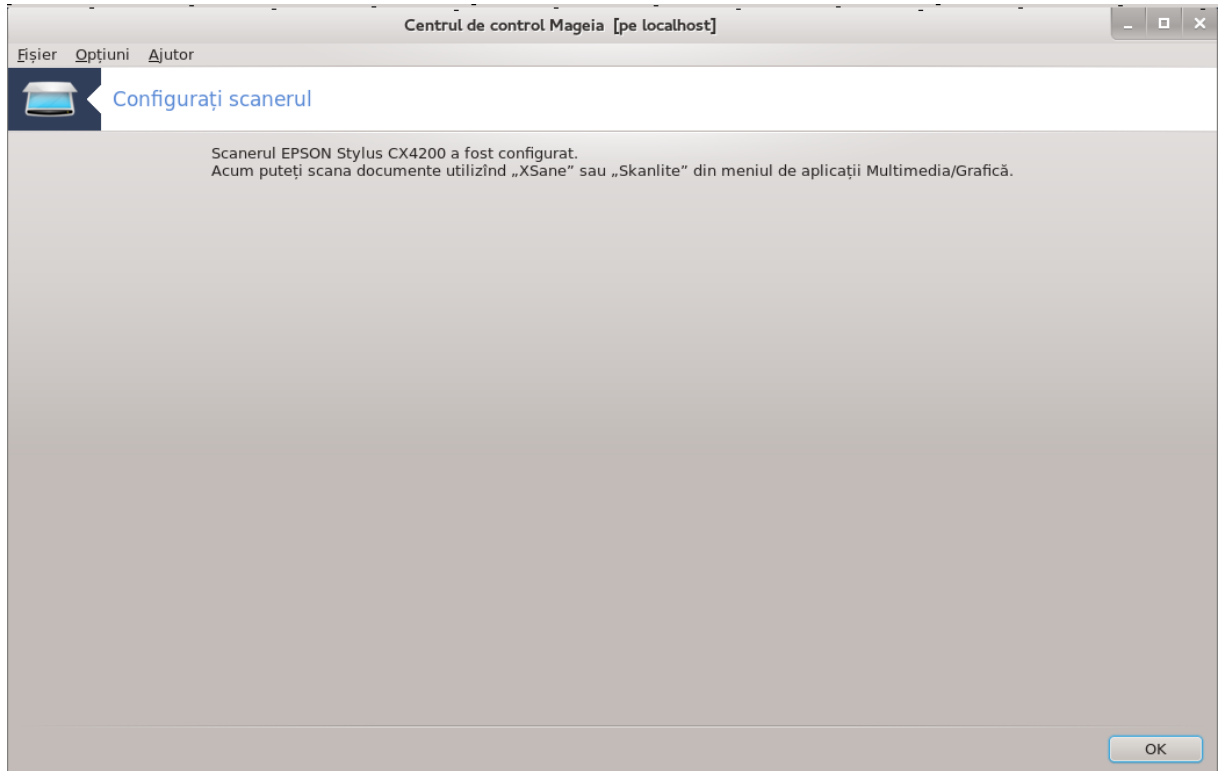 Centrul de control Mageia [pe localhost]
Fișier Opțiuni Ajutor
Configurați scanerul
Scanerul EPSON Stylus CX4200 a fost configurat.
Acum puteți scana documente utilizînd „XSane” sau „Skanlite” din meniul de aplicații Multimedia/Grafică.
OK